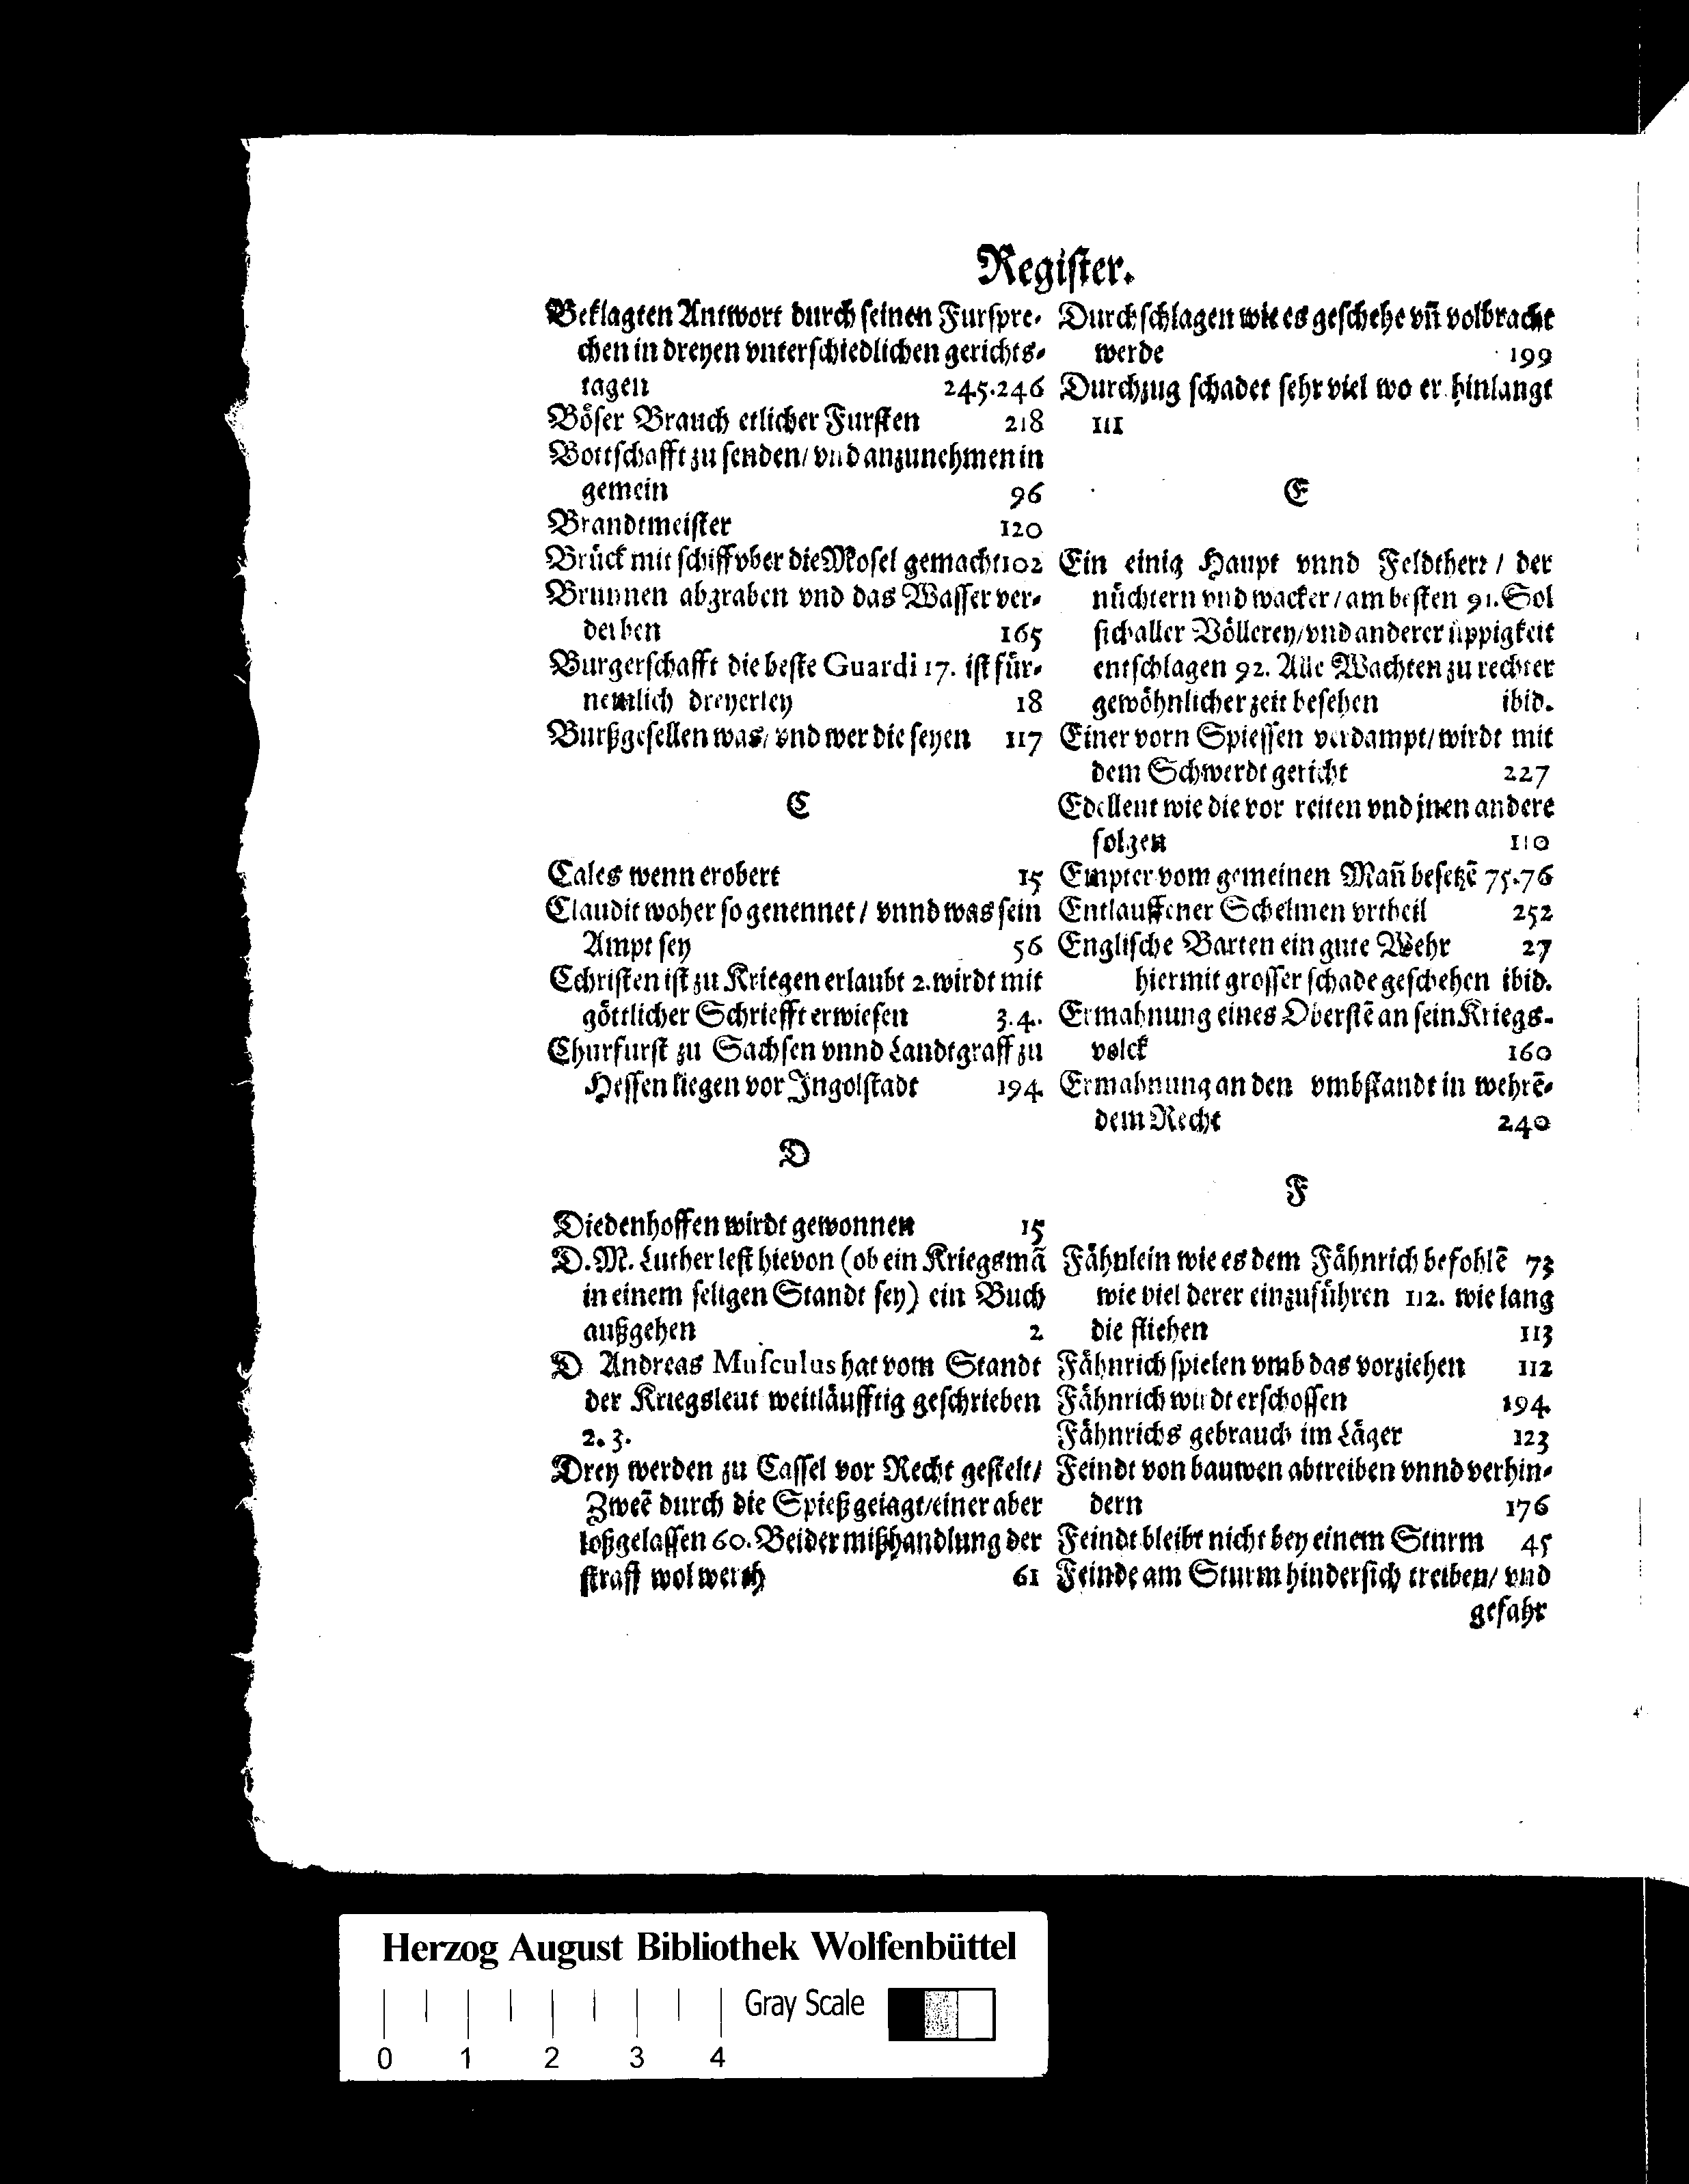 Register.
Beklagten Antwort durch seinen Furspre-
chen in dreyen vnterschiedlichen gerichts-
tagen 245.246
Böser Brauch etlicher Fursten 218
Bottschafft zu senden/ vnd anzunehmen in
gemein 96
Brandtmeister 120
Brück mit schiff vber die Mosel gemacht 102
Brunnen abgraben vnd das Wasser ver-
derben 165
Burgerschafft die beste Guardi 17. ist für-
nemlich dreyerley 18
Burßgesellen was/ vnd wer die seyen 117
C
Cales wenn erobert 15
Claudit woher so genennet/ vnnd was sein
Ampt sey 56
Cchristen ist zu Kriegen erlaubt 2. wirdt mit
göttlicher Schriefft erwiesen 3.4.
Churfurst zu Sachsen vnnd Landtgraff zu
Hessen liegen vor Ingolstadt 194
D
Diedenhoffen wirdt gewonnen 15
D. M. Luther lest hievon (ob ein Kriegsmã
in einem seligen Standt sey) ein Buch
außgehen 2
D Andreas Musculus hat vom Standt
der Kriegsleut weitläufftig geschrieben
2. 3.
Drey werden zu Cassel vor Recht gestelt/
Zweẽ durch die Spieß geiagt/einer aber
loßgelassen 60. Beider mißhandlung der
straff wol werth 61
Durchschlagen wie es geschehe vñ volbracht
werde 199
Durchzug schadet sehr viel wo er hinlangt
111
E
Ein einig Haupt vnnd Feldtherr / der
nüchtern vnd wacker / am besten 91. Sol
sich aller Völlerey/vnd anderer üppigkeit
entschlagen 92. Alle Wachten zu rechter
gewöhnlicher zeit besehen ibid.
Einer vorn Spiessen verdampt/wirdt mit
dem Schwerdt gericht 227
Edelleut wie die vor reiten vnd jnen andere
folgen 110
Empter vom gemeinen Mañ besetzẽ 75.76
Entlauffener Schelmen vrtheil 252
Englische Barten ein gute Wehr 27
hiermit grosser schade geschehen ibid.
Ermahnung eines Oberstẽ an sein Kriegs-
volck 160
Ermahnung an den vmbstandt in wehrẽ-
dem Recht 240
F
Fähnlein wie es dem Fähnrich befohlẽ 73
wie viel derer einzuführen 112. wie lang
die fliehen 113
Fähnrich spielen vmb das vorziehen 112
Fähnrich wirdt erschossen 194
Fähnrichs gebrauch im Läger 123
Feindt von bauwen abtreiben vnnd verhin-
dern 176
Feindt bleibt nicht bey einem Sturm 45
Feinde am Sturm hindersich treiben/ vnd
gefahr
Herzog August Bibliothek Wolfenbüttel
Gray Scale
0 1 2 3 4